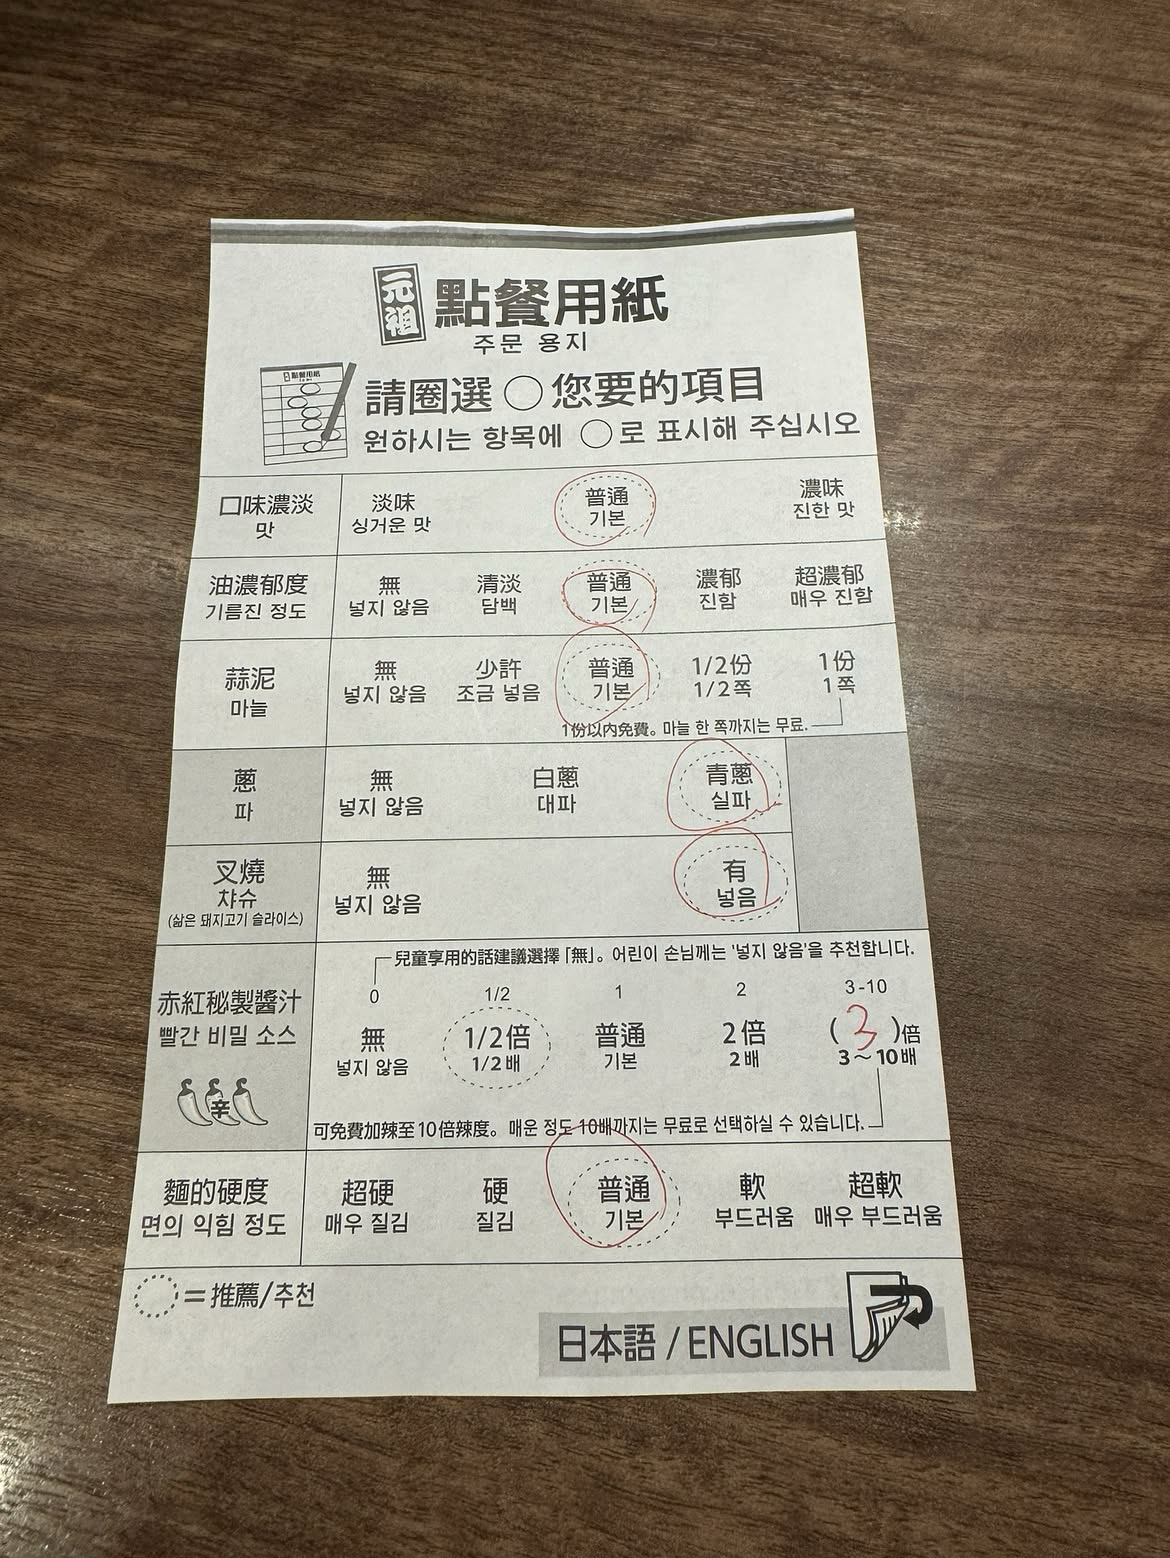 元祖 點餐用紙
주문 용지
請圈選 ○ 您要的項目
원하시는 항목에 ○로 표시해 주십시오
口味濃淡 淡味 普通 濃味
맛 싱거운 맛 기본 진한 맛
油濃郁度 無 清淡 普通 濃郁 超濃郁
기름진 정도 넣지 않음 담백 기본 진함 매우 진함
蒜泥 無 少許 普通 1/2份 1份
마늘 넣지 않음 조금 넣음 기본 1/2쪽 1쪽
1份以内免費。마늘 한 쪽까지는 무료.
蔥 無 白蔥 青蔥
파 넣지 않음 대파 실파
叉燒 無 有
챠슈 넣지 않음 넣음
(삶은 돼지고기 슬라이스)
兒童享用的話建議選擇「無」。어린이 손님께는 '넣지 않음'을 추천합니다.
0 1/2 1 2 3-10
赤紅秘製醬汁 無 1/2倍 普通 2倍 (3)倍
빨간 비밀 소스 넣지 않음 1/2배 기본 2배 3～10배
辛
可免費加辣至10倍辣度。매운 정도 10배까지는 무료로 선택하실 수 있습니다.
麵的硬度 超硬 硬 普通 軟 超軟
면의 익힘 정도 매우 질김 질김 기본 부드러움 매우 부드러움
= 推薦/추천
日本語 / ENGLISH